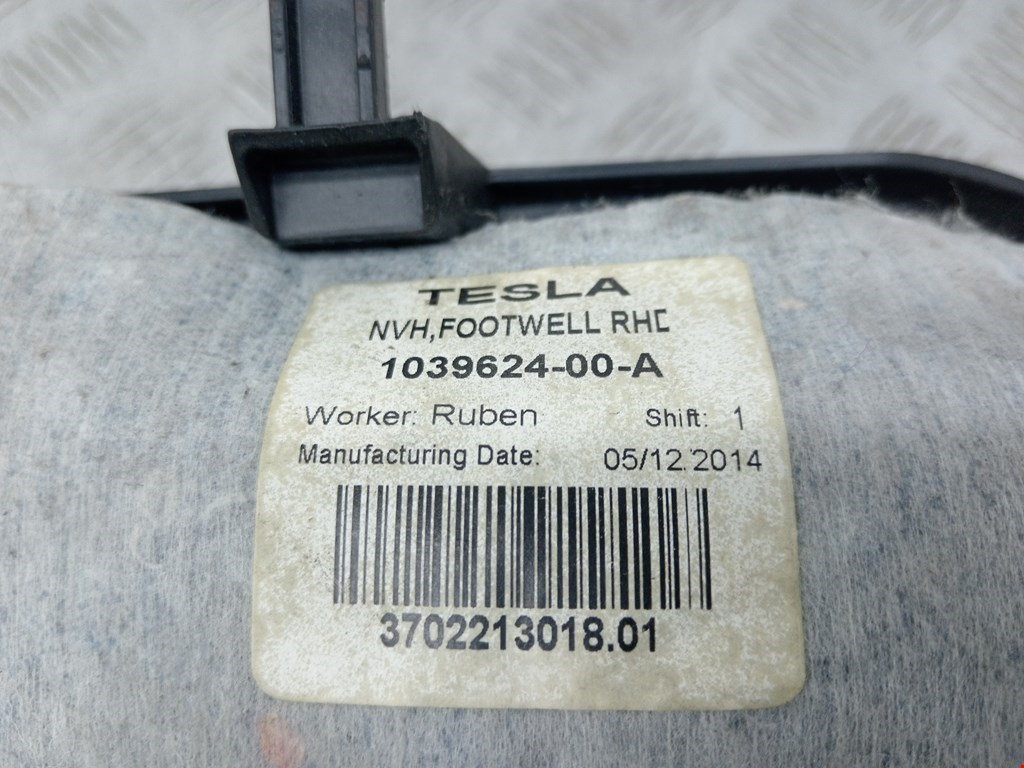 TESLA
NVH,FOOTWELL RHD
1039624-00-A
Worker: Ruben Shift: 1
Manufacturing Date: 05/12.2014
3702213018.01